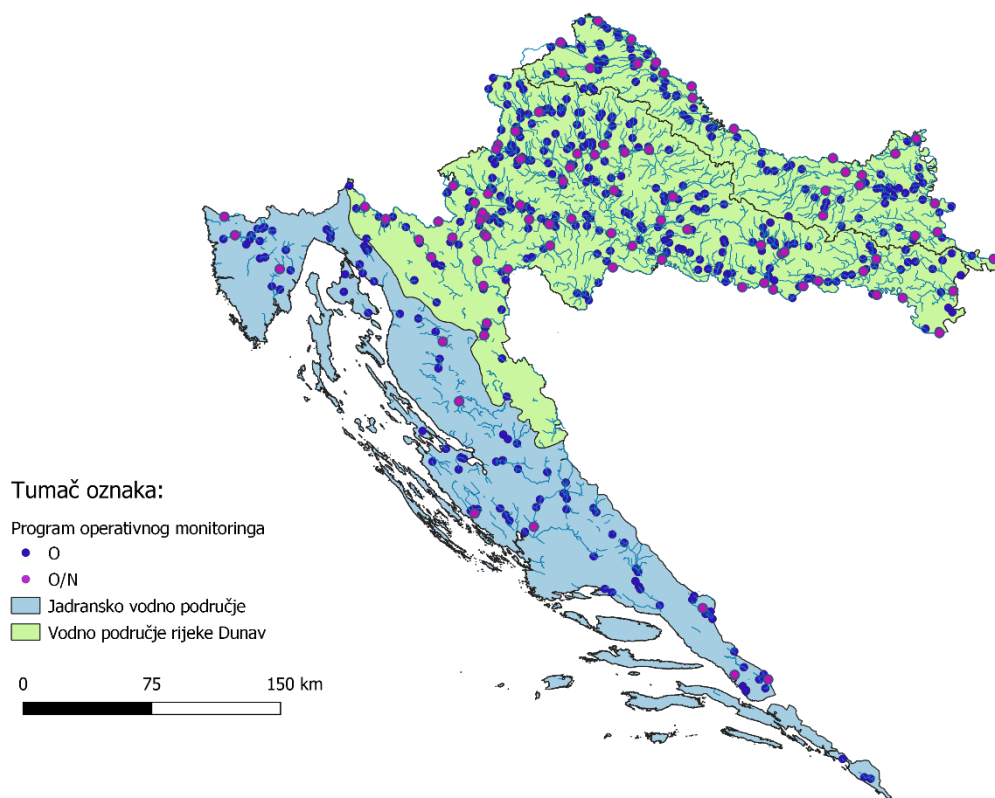 Tumač oznaka:
Program operativnog monitoringa
O
O/N
Jadransko vodno područje
Vodno područje rijeke Dunav
0 75 150 km